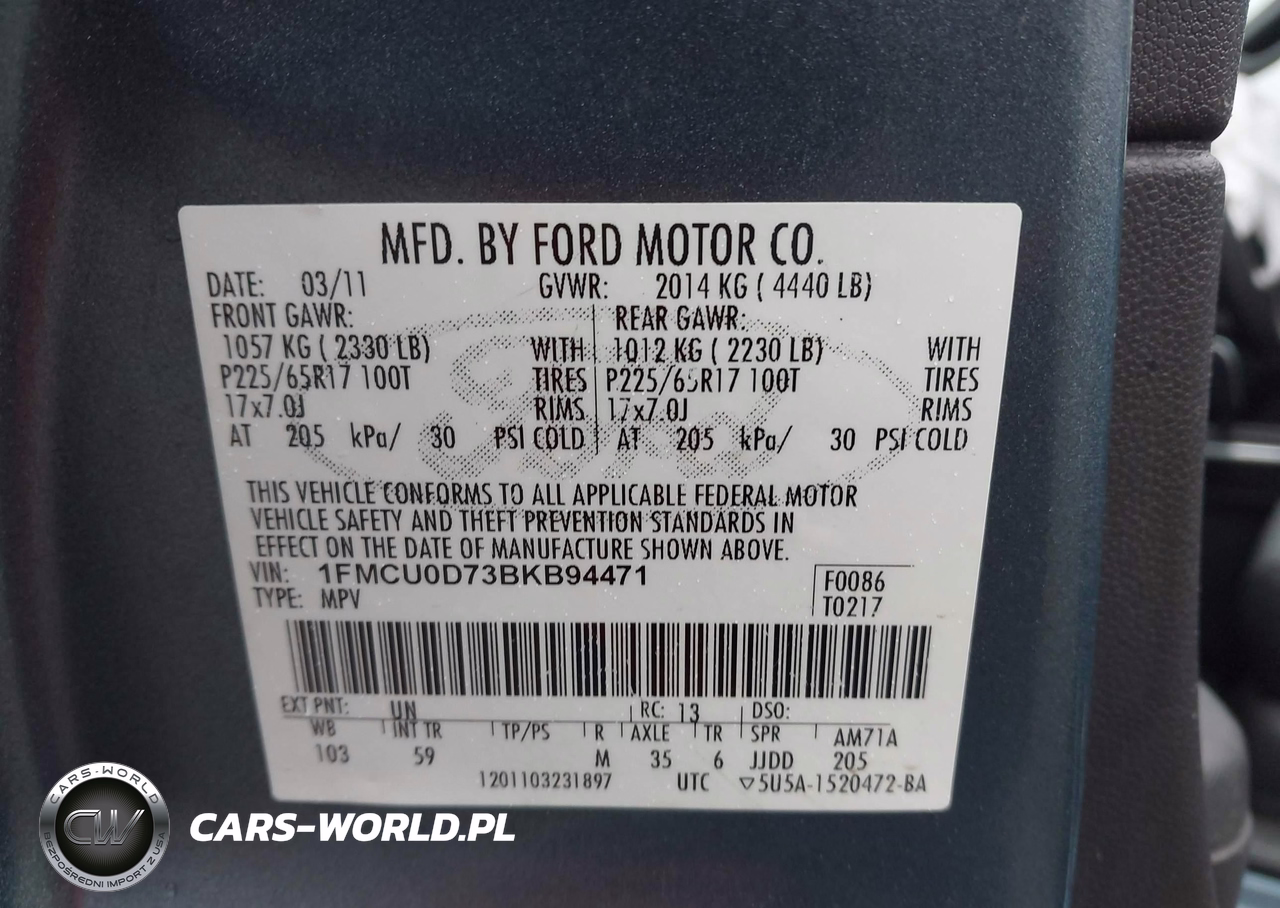 MFD. BY FORD MOTOR CO.
DATE: 03/11 GVWR: 2014 KG ( 4440 LB)
FRONT GAWR: REAR GAWR:
1057 KG ( 2330 LB) WITH 1012 KG ( 2230 LB) WITH
P225/65R17 100T TIRES P225/65R17 100T TIRES
17x7.0J RIMS 17x7.0J RIMS
AT 205 kPa/ 30 PSI COLD AT 205 kPa/ 30 PSI COLD
THIS VEHICLE CONFORMS TO ALL APPLICABLE FEDERAL MOTOR
VEHICLE SAFETY AND THEFT PREVENTION STANDARDS IN
EFFECT ON THE DATE OF MANUFACTURE SHOWN ABOVE.
VIN: 1FMCU0D73BKB94471 F0086
TYPE: MPV T0217
EXT PNT: UN RC: 13 DSO:
WB INT TR TP/PS R AXLE TR SPR AM71A
103 59 M 35 6 JJDD 205
1201103231897 UTC ▽5U5A-1520472-BA
Ford
CARS-WORLD
CW
BEZPOŚREDNI IMPORT Z USA
CARS-WORLD.PL